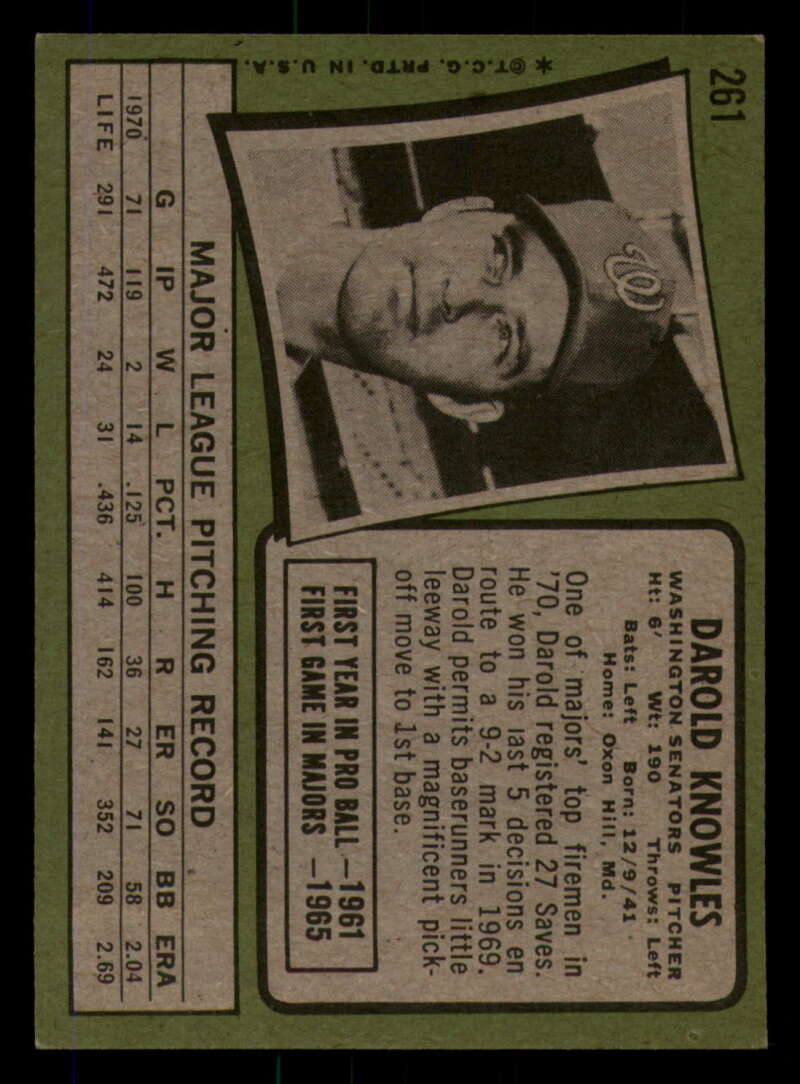 261
* © T.C.G. PRTD. IN U.S.A.
W
DAROLD KNOWLES
WASHINGTON SENATORS PITCHER
Ht: 6' Wt: 190 Throws: Left
Bats: Left Born: 12/9/41
Home: Oxon Hill, Md.
One of majors' top firemen in
'70, Darold registered 27 Saves.
He won his last 5 decisions en
route to a 9-2 mark in 1969.
Darold permits baserunners little
leeway with a magnificent pick-
off move to 1st base.
FIRST YEAR IN PRO BALL—1961
FIRST GAME IN MAJORS —1965
MAJOR LEAGUE PITCHING RECORD
G IP W L PCT. H R ER SO BB ERA
1970 71 119 2 14 .125 100 36 27 71 58 2.04
LIFE 291 472 24 31 .436 414 162 141 352 209 2.69